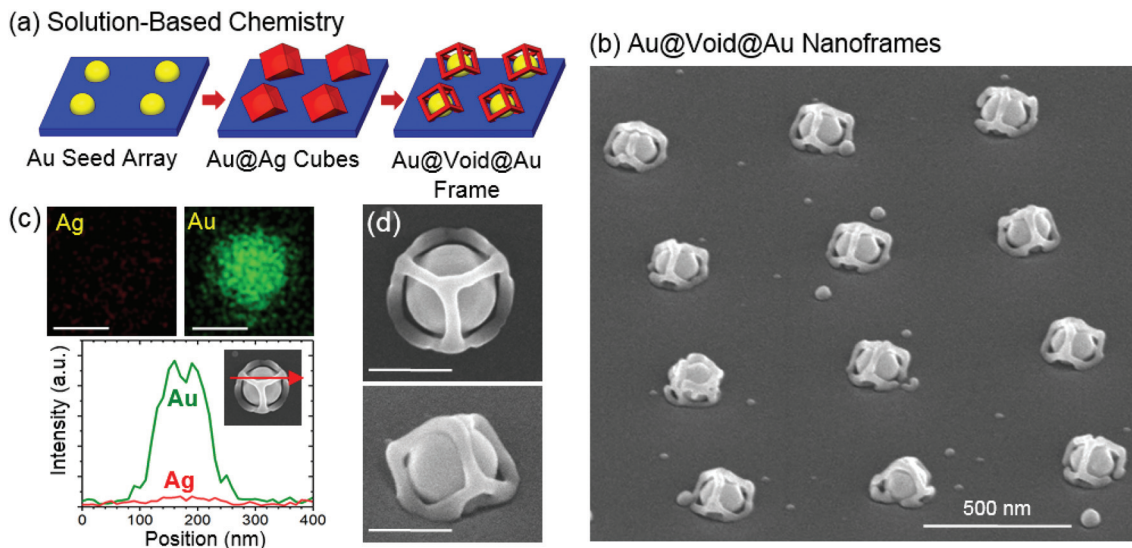 (a) Solution-Based Chemistry
Au Seed Array
Au@Ag Cubes
Au@Void@Au
Frame
(b) Au@Void@Au Nanoframes
500 nm
(c)
Ag
Au
Intensity (a.u.)
Au
Ag
0 100 200 300 400
Position (nm)
(d)